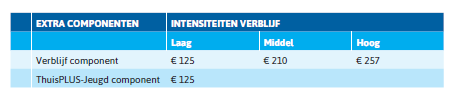 EXTRA COMPONENTEN INTENSITEITEN VERBLIJF
Laag Middel Hoog
Verblijf component € 125 € 210 € 257
ThuisPLUS-Jeugd component € 125